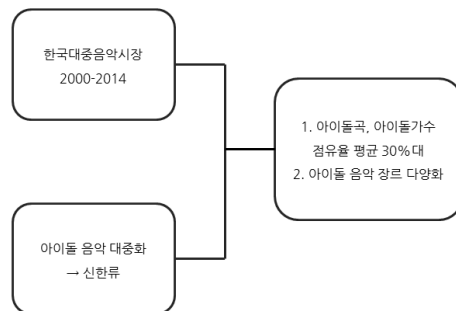 한국대중음악시장
2000-2014
아이돌 음악 대중화
→ 신한류
1. 아이돌곡, 아이돌가수
점유율 평균 30%대
2. 아이돌 음악 장르 다양화